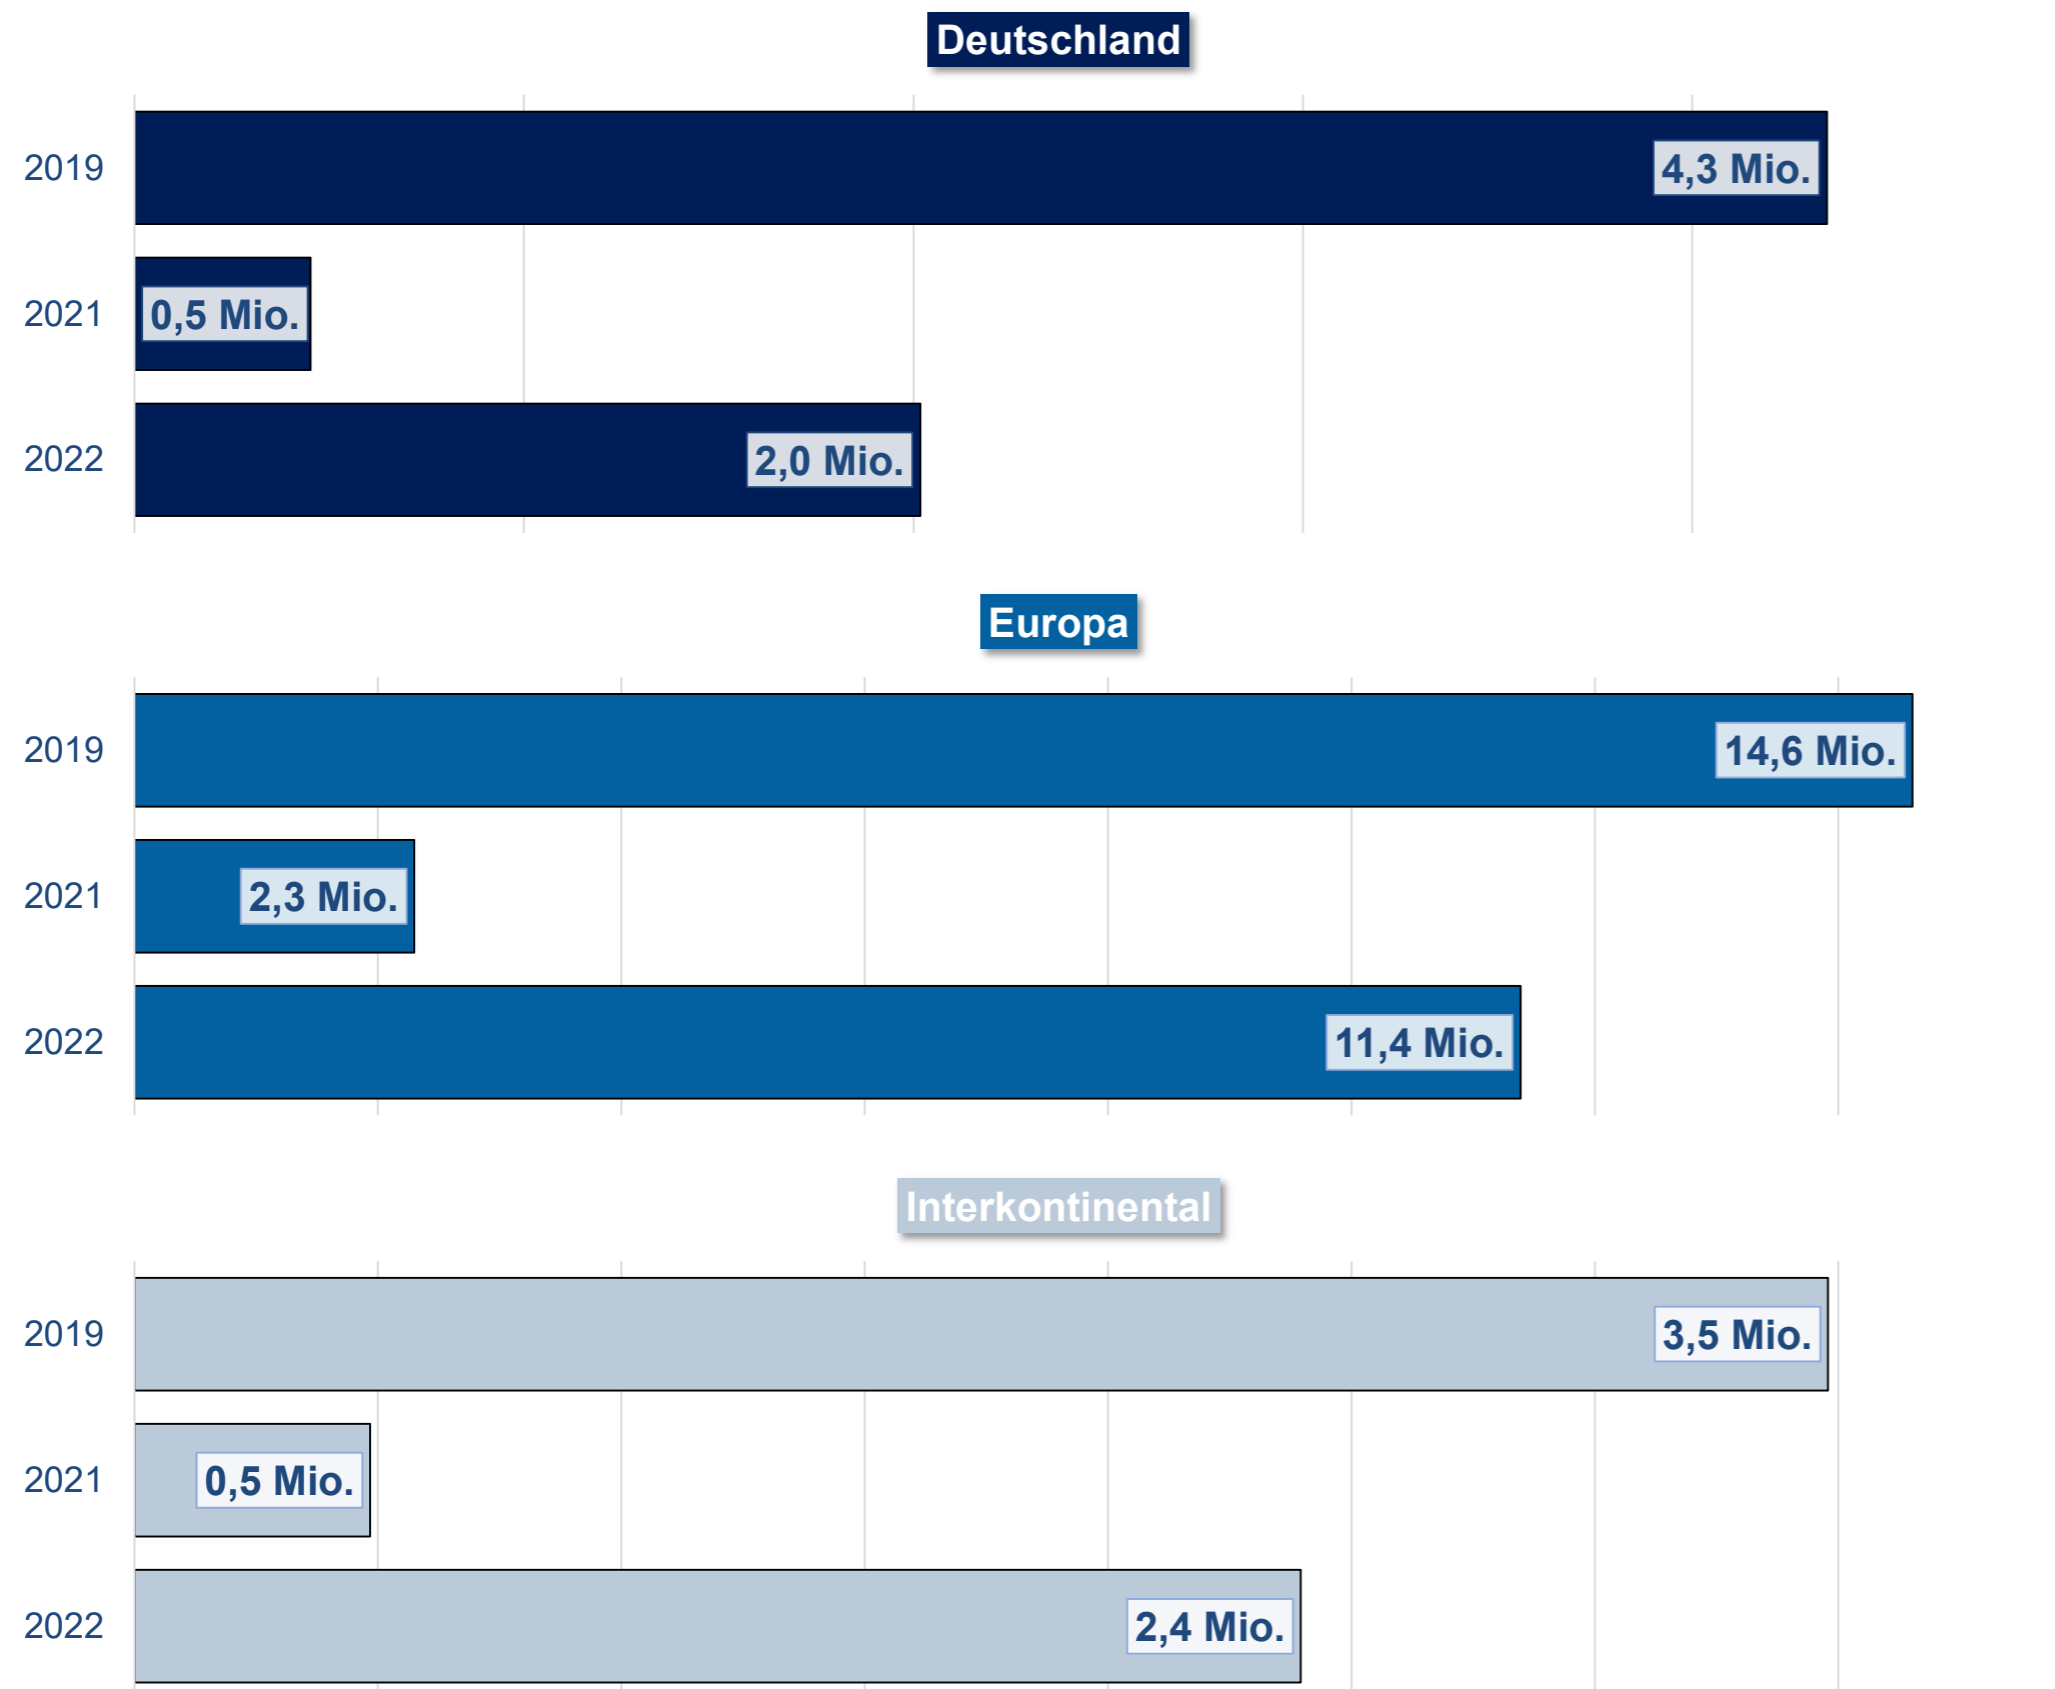 Deutschland
2019
4,3 Mio.
2021
0,5 Mio.
2022
2,0 Mio.
Europa
2019
14,6 Mio.
2021
2,3 Mio.
2022
11,4 Mio.
Interkontinental
2019
3,5 Mio.
2021
0,5 Mio.
2022
2,4 Mio.